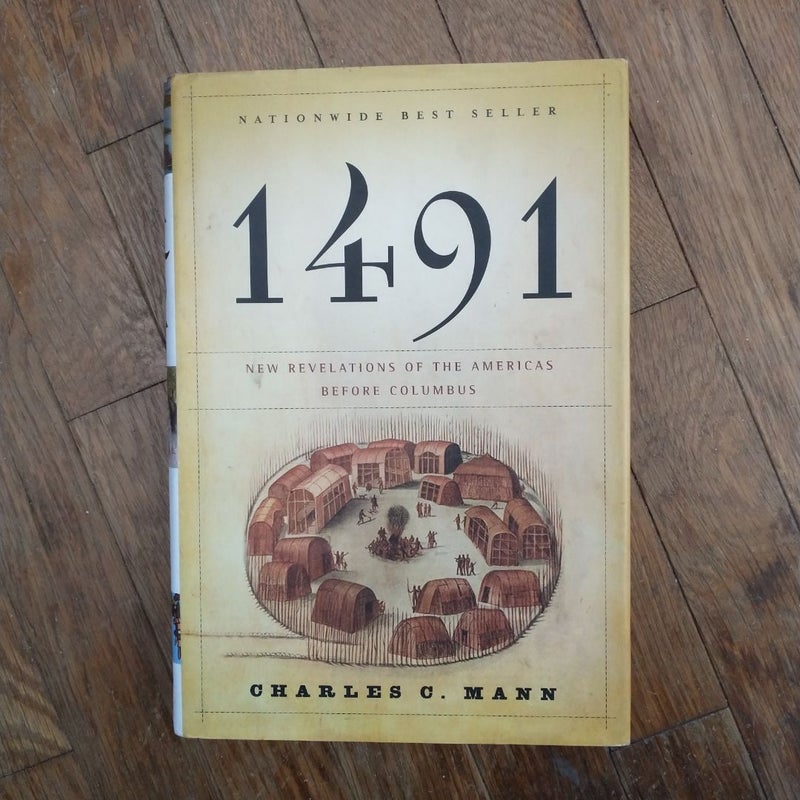 NATIONWIDE BEST SELLER
1491
NEW REVELATIONS OF THE AMERICAS
BEFORE COLUMBUS
CHARLES C. MANN